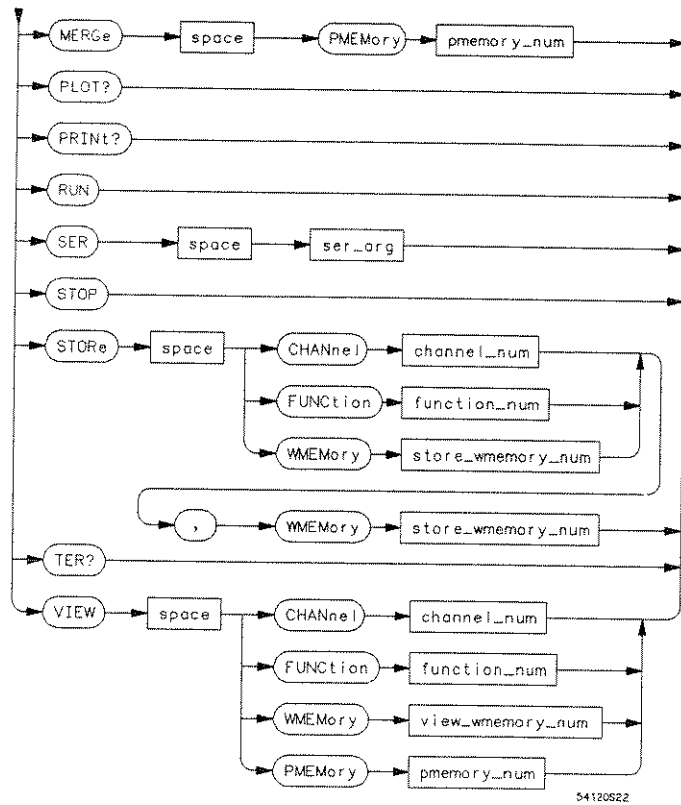 MERGe space PMEMory pmemory_num
PLOT?
PRINt?
RUN
SER space ser_arg
STOP
STORe space CHANnel channel_num
FUNCtion function_num
WMEMory store_wmemory_num
, WMEMory store_wmemory_num
TER?
VIEW space CHANnel channel_num
FUNCtion function_num
WMEMory view_wmemory_num
PMEMory pmemory_num
54120S22